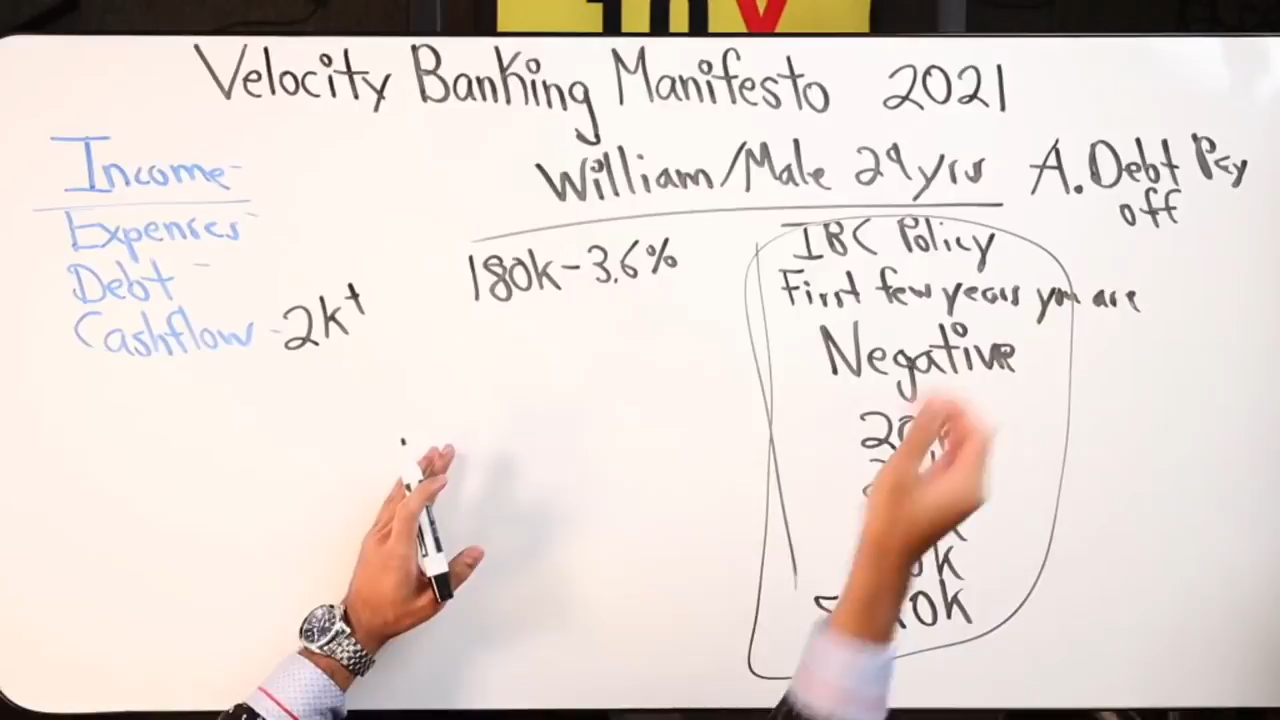 10X
Velocity Banking Manifesto 2021
Income-
Expenses-
Debt-
Cashflow - 2k+
William/Male 29yrs
180k-3.6%
A. Debt Pay
off
IBC Policy
First few years you are
Negative